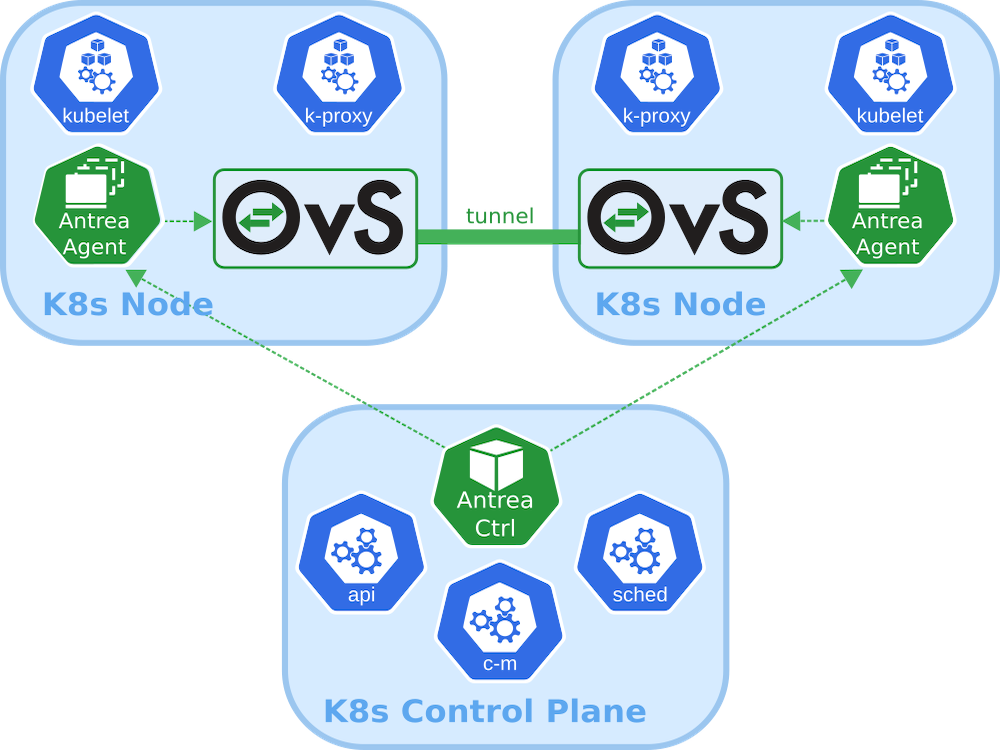 kubelet
k-proxy
k-proxy
kubelet
Antrea
Agent
OvS
tunnel
OvS
Antrea
Agent
K8s Node
K8s Node
Antrea
Ctrl
api
sched
c-m
K8s Control Plane